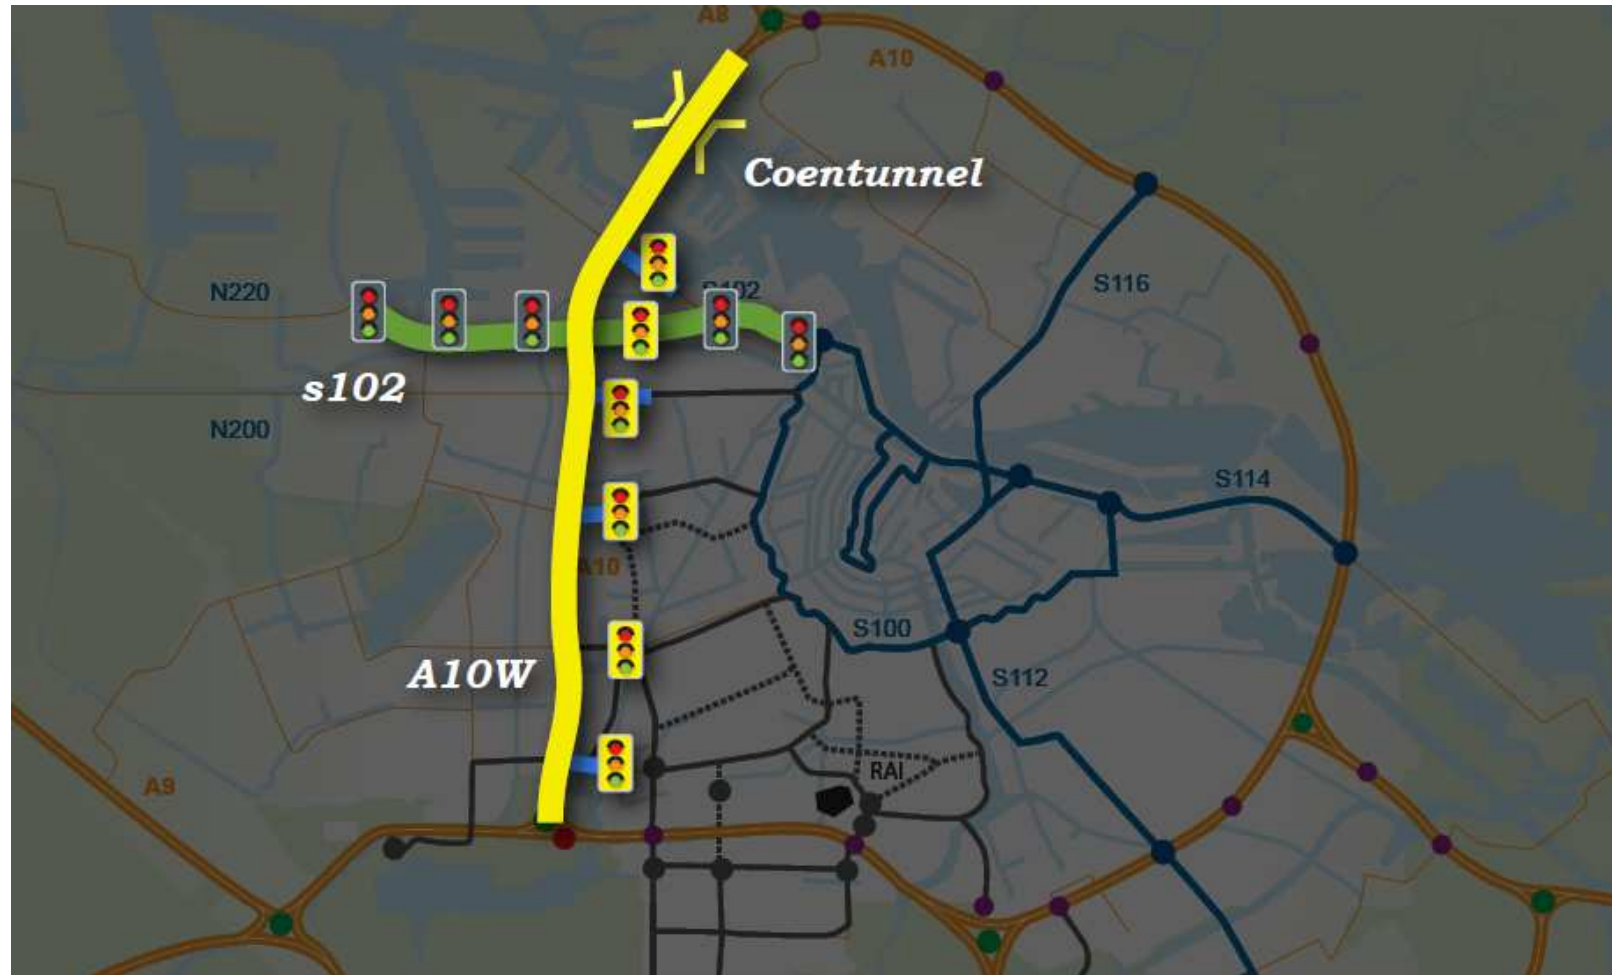 A8
A10
Coentunnel
S116
N220
S102
s102
N200
S114
A10
S100
A10W
S112
RAI
A9